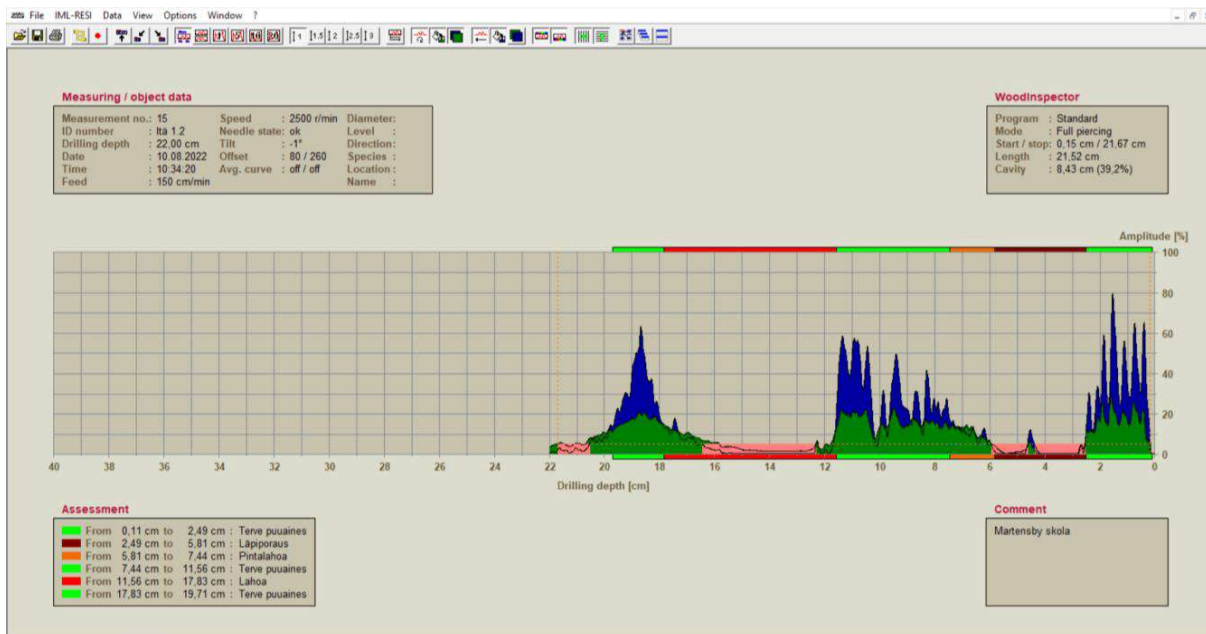 File IML-RESI Data View Options Window ?
1 1.5 2 2.5 3
Measuring / object data
Measurement no.: 15 Speed : 2500 r/min Diameter:
ID number : Itä 1.2 Needle state: ok Level :
Drilling depth : 22,00 cm Tilt : -1° Direction:
Date : 10.08.2022 Offset : 80 / 260 Species :
Time : 10:34:20 Avg. curve : off / off Location :
Feed : 150 cm/min Name :
WoodInspector
Program : Standard
Mode : Full piercing
Start / stop: 0,15 cm / 21,67 cm
Length : 21,52 cm
Cavity : 8,43 cm (39,2%)
Amplitude [%]
100
80
60
40
20
0
40 38 36 34 32 30 28 26 24 22 20 18 16 14 12 10 8 6 4 2 0
Drilling depth [cm]
Assessment
From 0,11 cm to 2,49 cm : Terve puuaines
From 2,49 cm to 5,81 cm : Läpiporaus
From 5,81 cm to 7,44 cm : Pintalahoa
From 7,44 cm to 11,56 cm : Terve puuaines
From 11,56 cm to 17,83 cm : Lahoa
From 17,83 cm to 19,71 cm : Terve puuaines
Comment
Martensby skola